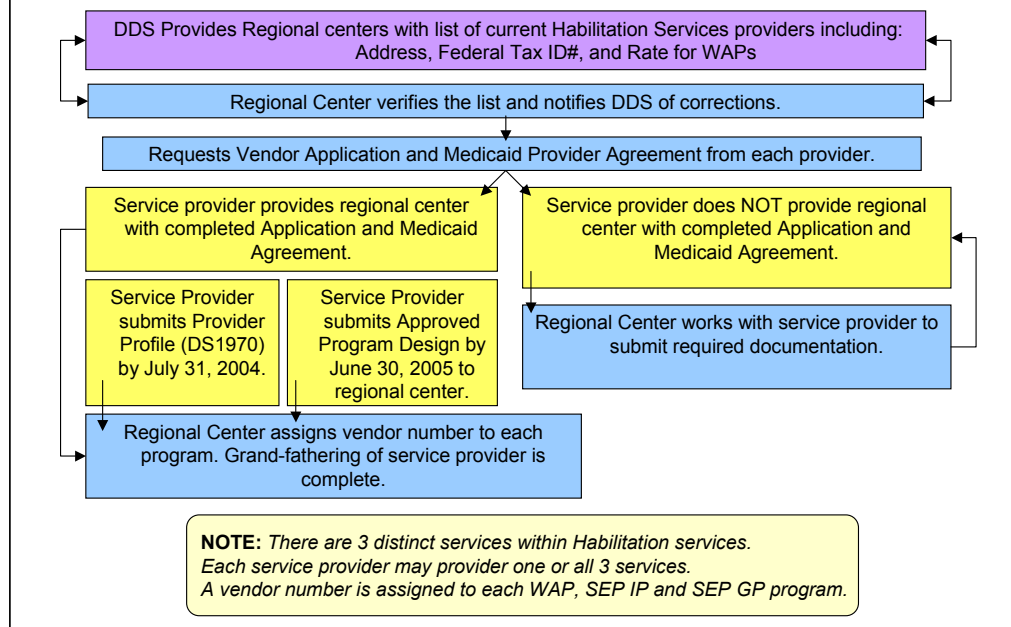 DDS Provides Regional centers with list of current Habilitation Services providers including:
Address, Federal Tax ID#, and Rate for WAPs
Regional Center verifies the list and notifies DDS of corrections.
Requests Vendor Application and Medicaid Provider Agreement from each provider.
Service provider provides regional center
with completed Application and Medicaid
Agreement.
Service provider does NOT provide regional
center with completed Application and
Medicaid Agreement.
Service Provider
submits Provider
Profile (DS1970)
by July 31, 2004.
Service Provider
submits Approved
Program Design by
June 30, 2005 to
regional center.
Regional Center works with service provider to
submit required documentation.
Regional Center assigns vendor number to each
program. Grand-fathering of service provider is
complete.
NOTE: There are 3 distinct services within Habilitation services.
Each service provider may provider one or all 3 services.
A vendor number is assigned to each WAP, SEP IP and SEP GP program.